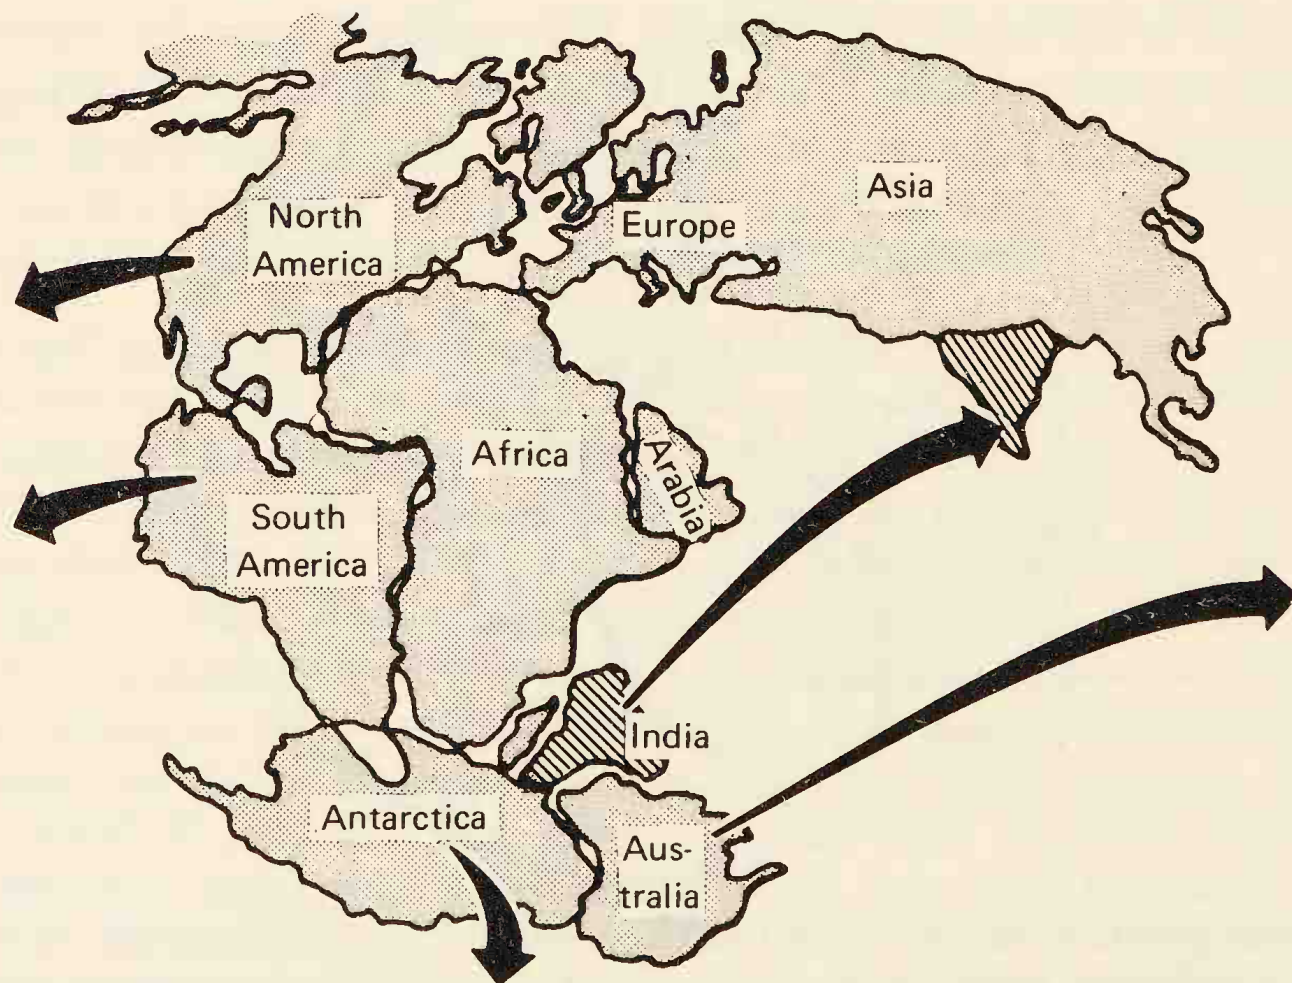 North
America
Europe
Asia
Africa
Arabia
South
America
India
Antarctica
Aus-
tralia